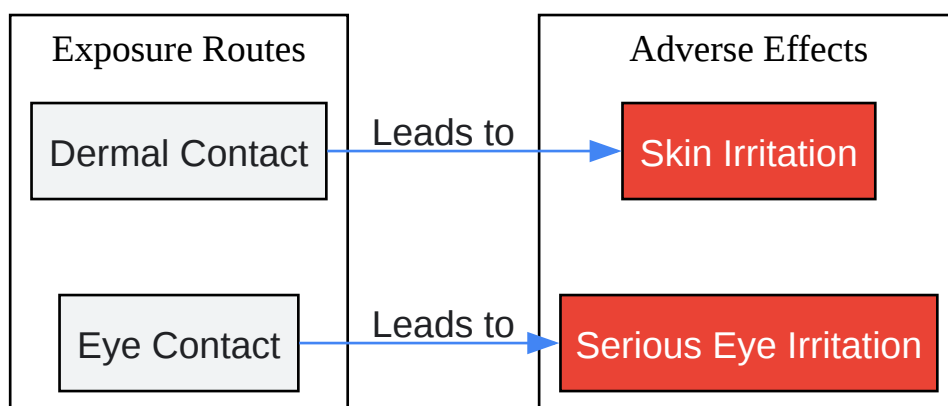 Exposure Routes
Adverse Effects
Dermal Contact
Leads to
Skin Irritation
Eye Contact
Leads to
Serious Eye Irritation